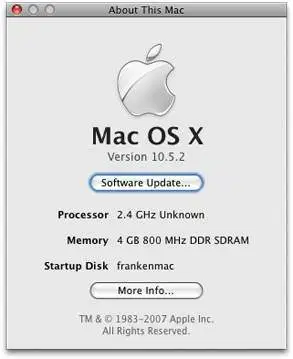 About This Mac
Mac OS X
Version 10.5.2
Software Update...
Processor 2.4 GHz Unknown
Memory 4 GB 800 MHz DDR SDRAM
Startup Disk frankenmac
More Info...
TM & © 1983-2007 Apple Inc.
All Rights Reserved.